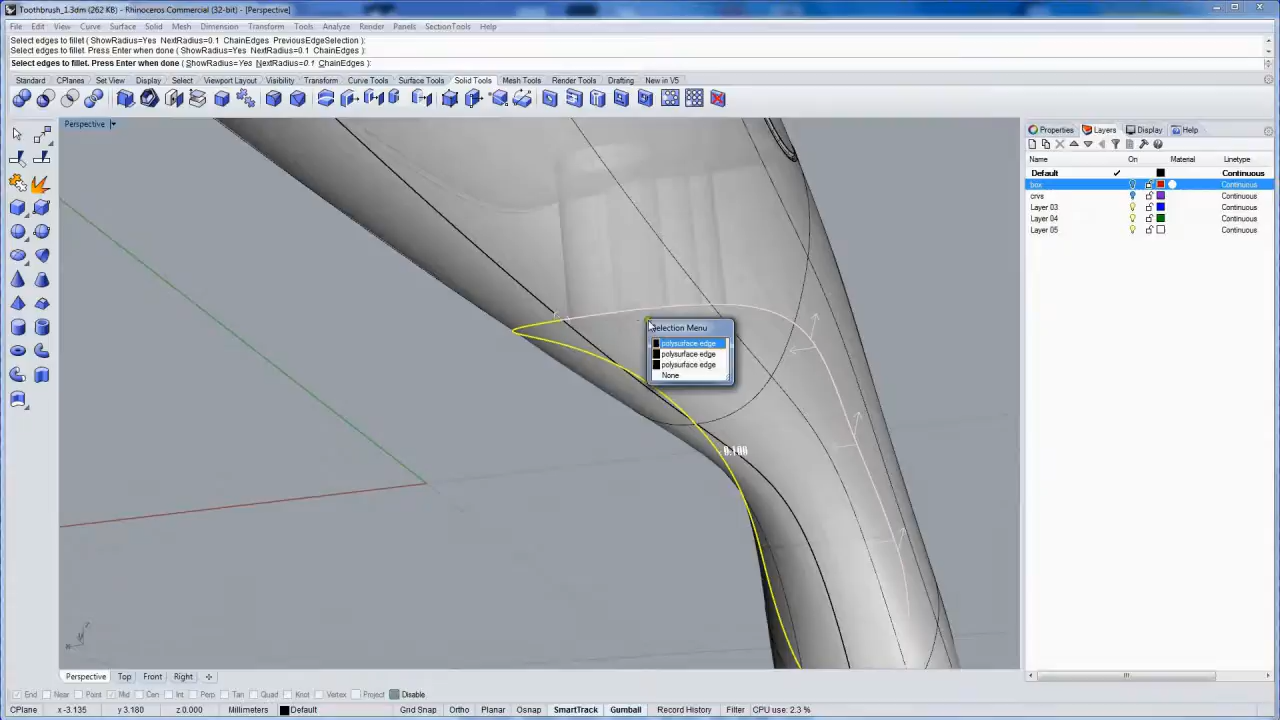 Toothbrush_1.3dm (262 KB) - Rhinoceros Commercial (32-bit) - [Perspective]
File Edit View Curve Surface Solid Mesh Dimension Transform Tools Analyze Render Panels SectionTools Help
Select edges to fillet ( ShowRadius=Yes NextRadius=0.1 ChainEdges PreviousEdgeSelection ):
Select edges to fillet. Press Enter when done ( ShowRadius=Yes NextRadius=0.1 ChainEdges ):
Select edges to fillet. Press Enter when done ( ShowRadius=Yes NextRadius=0.1 ChainEdges ):
Standard CPlanes Set View Display Select Viewport Layout Visibility Transform Curve Tools Surface Tools Solid Tools Mesh Tools Render Tools Drafting New in V5
Perspective
Properties Layers Display Help
Name On Material Linetype
Default Continuous
box Continuous
crvs Continuous
Layer 03 Continuous
Layer 04 Continuous
Layer 05 Continuous
Selection Menu
polysurface edge
polysurface edge
polysurface edge
None
0.100
z
x
Perspective Top Front Right
End Near Point Mid Cen Int Perp Tan Quad Knot Vertex Project Disable
CPlane x -3.135 y 3.180 z 0.000 Millimeters Default Grid Snap Ortho Planar Osnap SmartTrack Gumball Record History Filter CPU use: 2.3 %